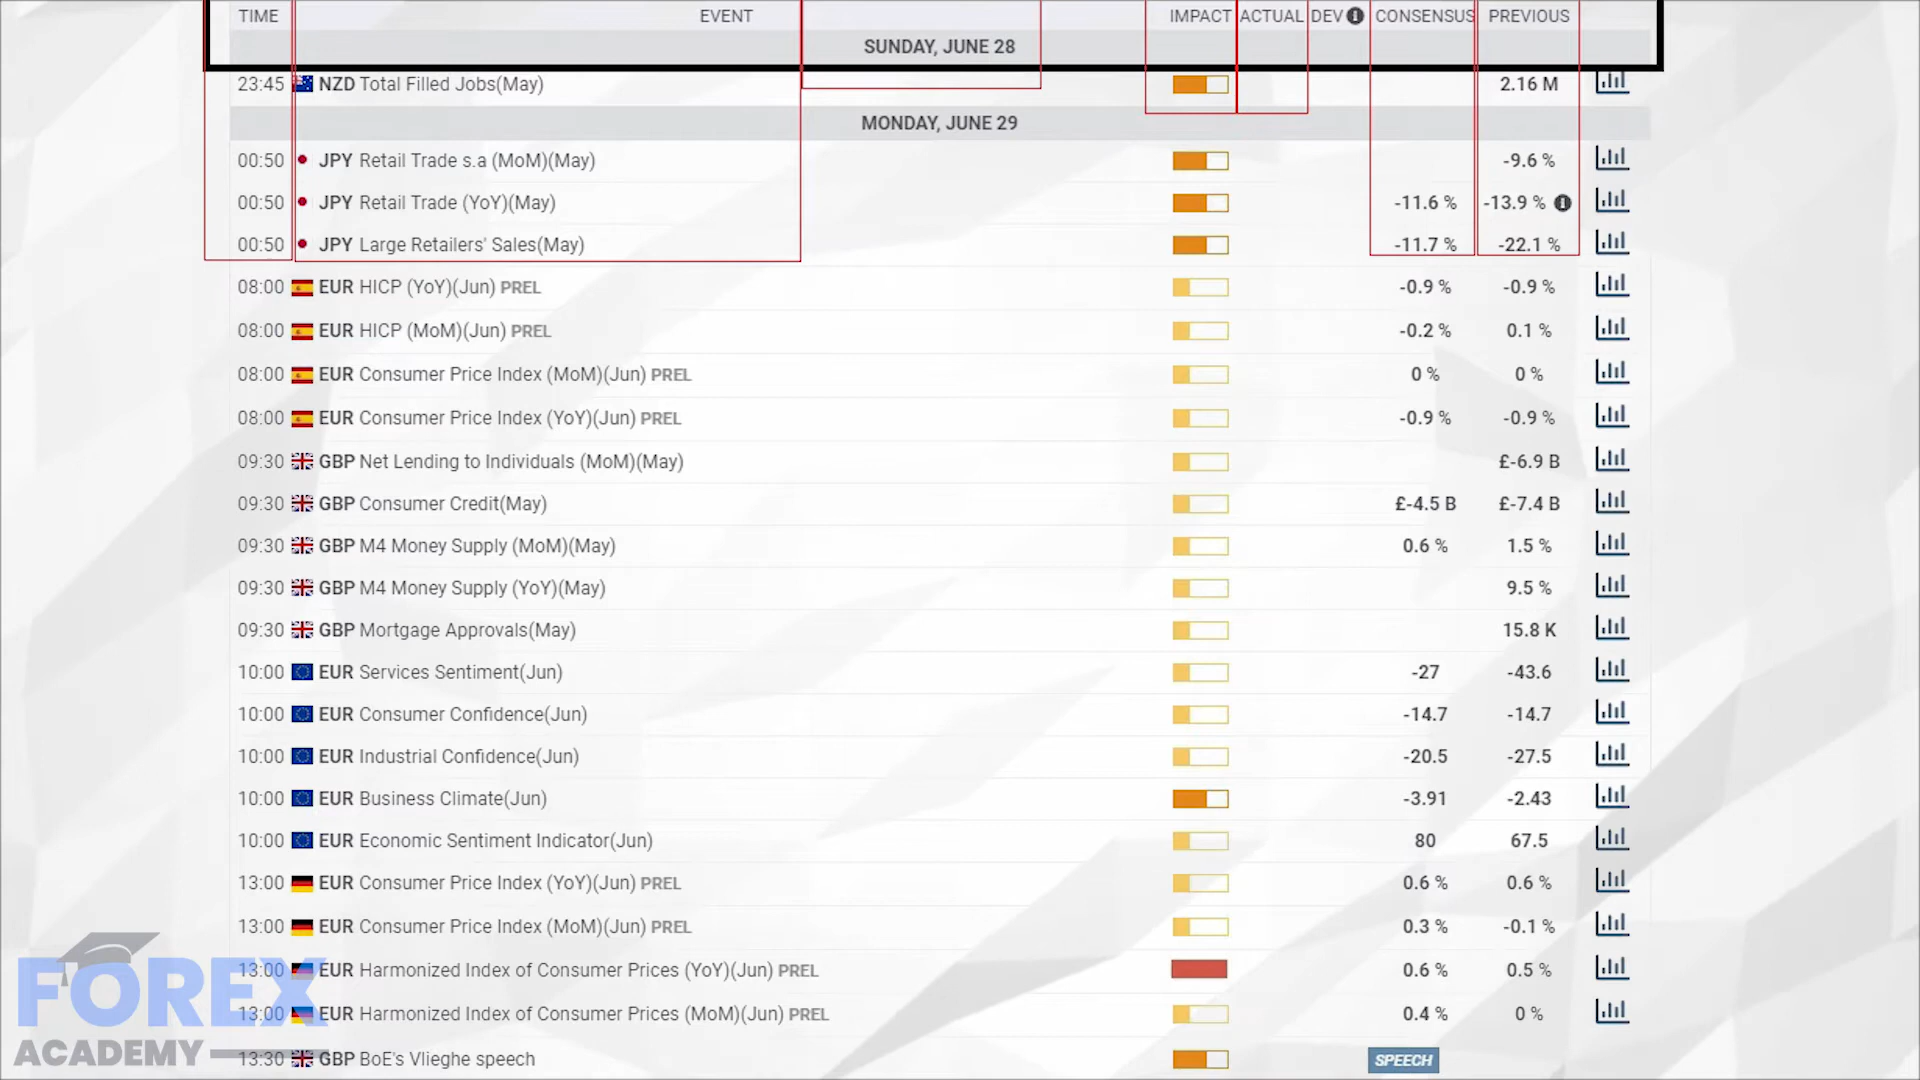 TIME EVENT IMPACT ACTUAL DEV CONSENSUS PREVIOUS
SUNDAY, JUNE 28
23:45 NZD Total Filled Jobs(May) 2.16 M
MONDAY, JUNE 29
00:50 JPY Retail Trade s.a (MoM)(May) -9.6 %
00:50 JPY Retail Trade (YoY)(May) -11.6 % -13.9 %
00:50 JPY Large Retailers' Sales(May) -11.7 % -22.1 %
08:00 EUR HICP (YoY)(Jun) PREL -0.9 % -0.9 %
08:00 EUR HICP (MoM)(Jun) PREL -0.2 % 0.1 %
08:00 EUR Consumer Price Index (MoM)(Jun) PREL 0 % 0 %
08:00 EUR Consumer Price Index (YoY)(Jun) PREL -0.9 % -0.9 %
09:30 GBP Net Lending to Individuals (MoM)(May) £-6.9 B
09:30 GBP Consumer Credit(May) £-4.5 B £-7.4 B
09:30 GBP M4 Money Supply (MoM)(May) 0.6 % 1.5 %
09:30 GBP M4 Money Supply (YoY)(May) 9.5 %
09:30 GBP Mortgage Approvals(May) 15.8 K
10:00 EUR Services Sentiment(Jun) -27 -43.6
10:00 EUR Consumer Confidence(Jun) -14.7 -14.7
10:00 EUR Industrial Confidence(Jun) -20.5 -27.5
10:00 EUR Business Climate(Jun) -3.91 -2.43
10:00 EUR Economic Sentiment Indicator(Jun) 80 67.5
13:00 EUR Consumer Price Index (YoY)(Jun) PREL 0.6 % 0.6 %
13:00 EUR Consumer Price Index (MoM)(Jun) PREL 0.3 % -0.1 %
13:00 EUR Harmonized Index of Consumer Prices (YoY)(Jun) PREL 0.6 % 0.5 %
13:00 EUR Harmonized Index of Consumer Prices (MoM)(Jun) PREL 0.4 % 0 %
13:30 GBP BoE's Vlieghe speech SPEECH
FOREX
ACADEMY